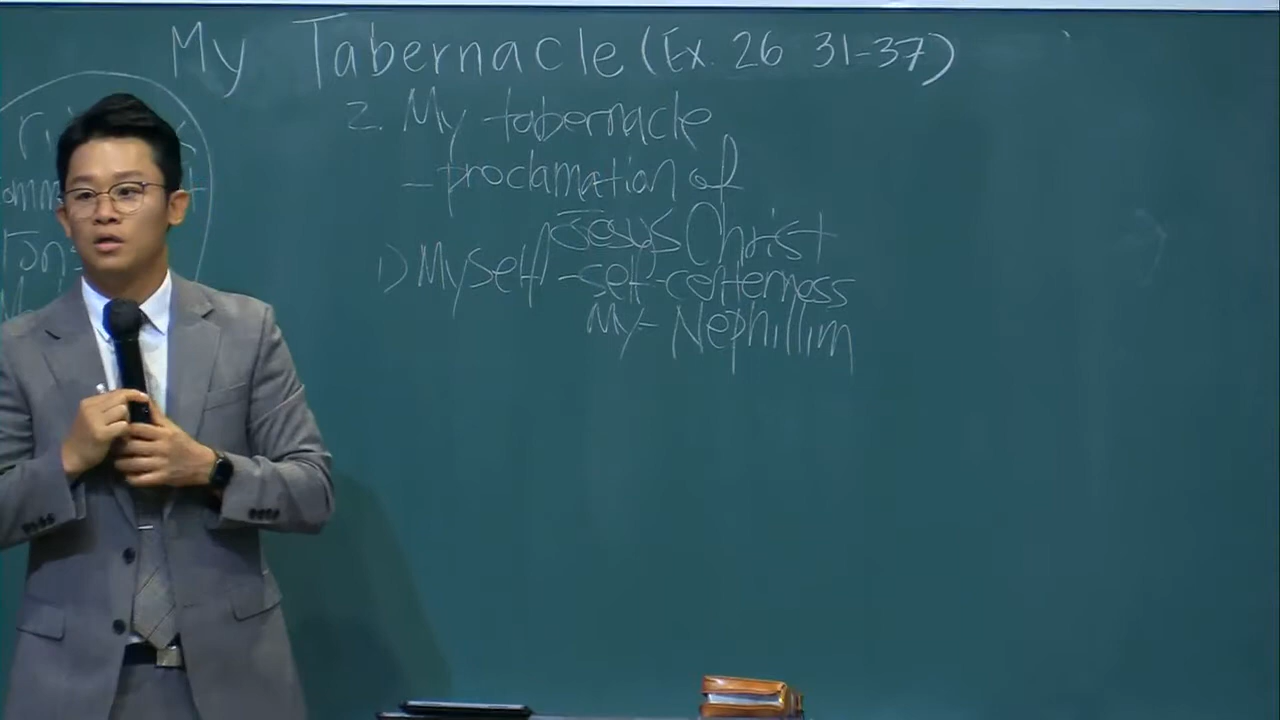 My Tabernacle (Ex. 26 31-37)
2. My tabernacle
- proclamation of
Jesus Christ
1) Myself - self-centerness
My - Nephillim